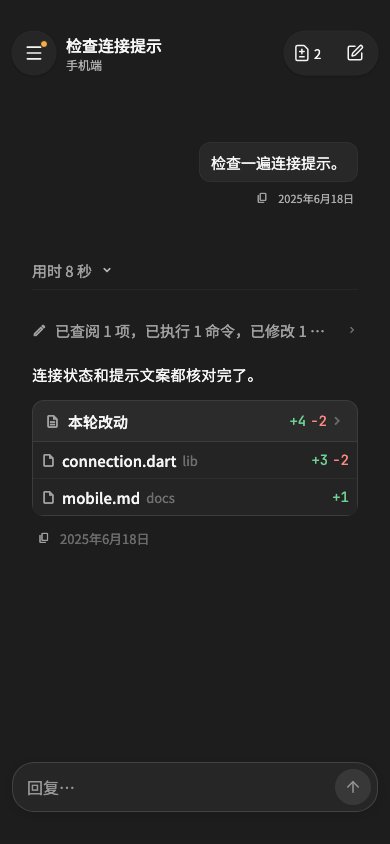 检查连接提示
手机端
2
检查一遍连接提示。
2025年6月18日
用时 8 秒
已查阅 1 项，已执行 1 命令，已修改 1 …
连接状态和提示文案都核对完了。
本轮改动 +4 -2
connection.dart lib +3 -2
mobile.md docs +1
2025年6月18日
回复…